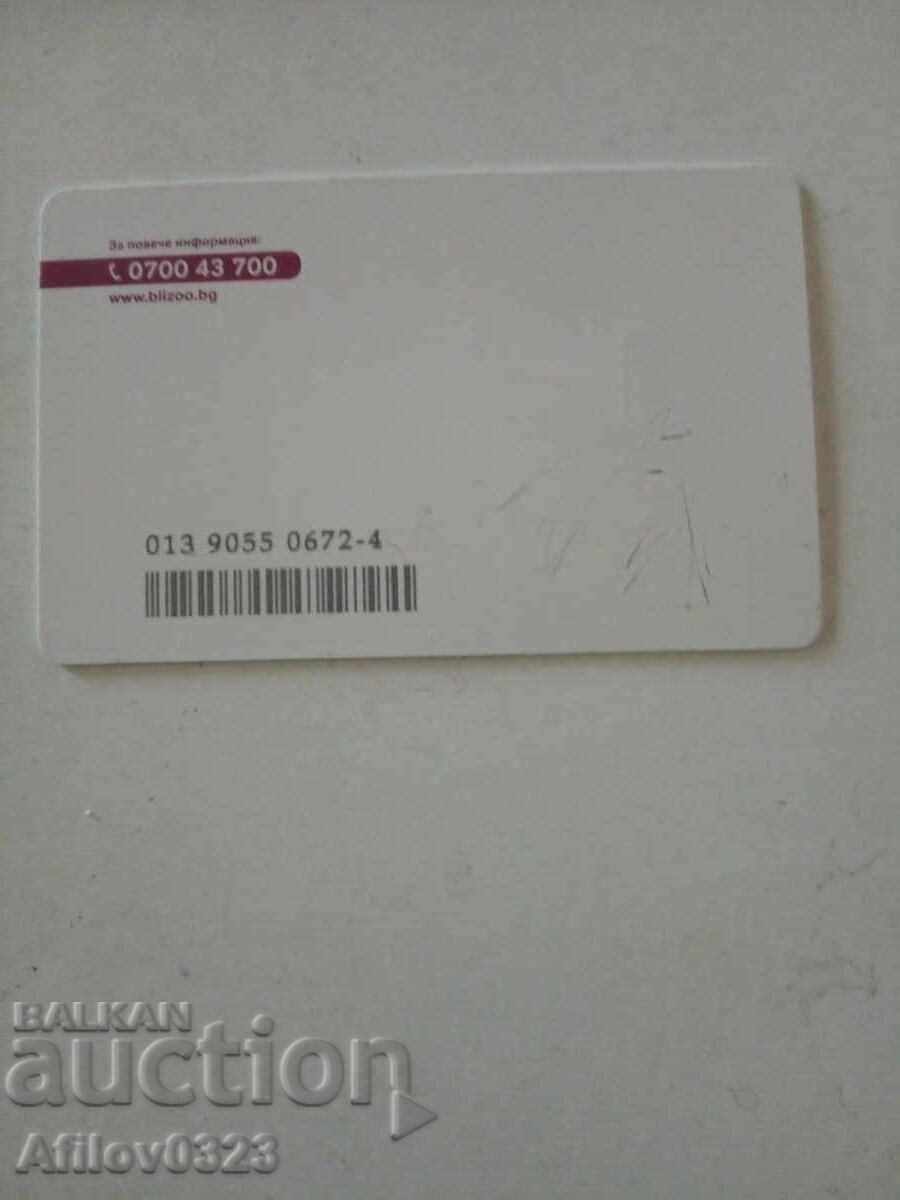 За повече информация:
0700 43 700
www.blizoo.bg
013 9055 0672-4
BALKAN
auction
Afilov0323